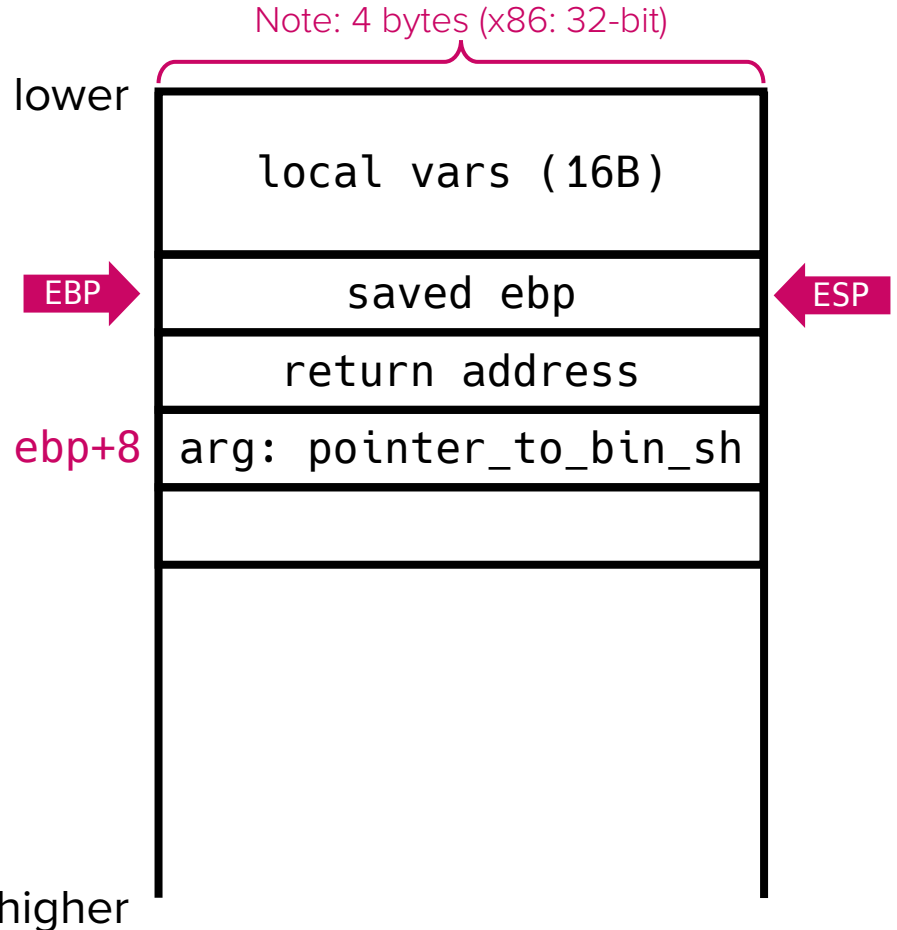 Note: 4 bytes (x86: 32-bit)
lower
local vars (16B)
EBP
saved ebp
ESP
return address
ebp+8
arg: pointer_to_bin_sh
higher